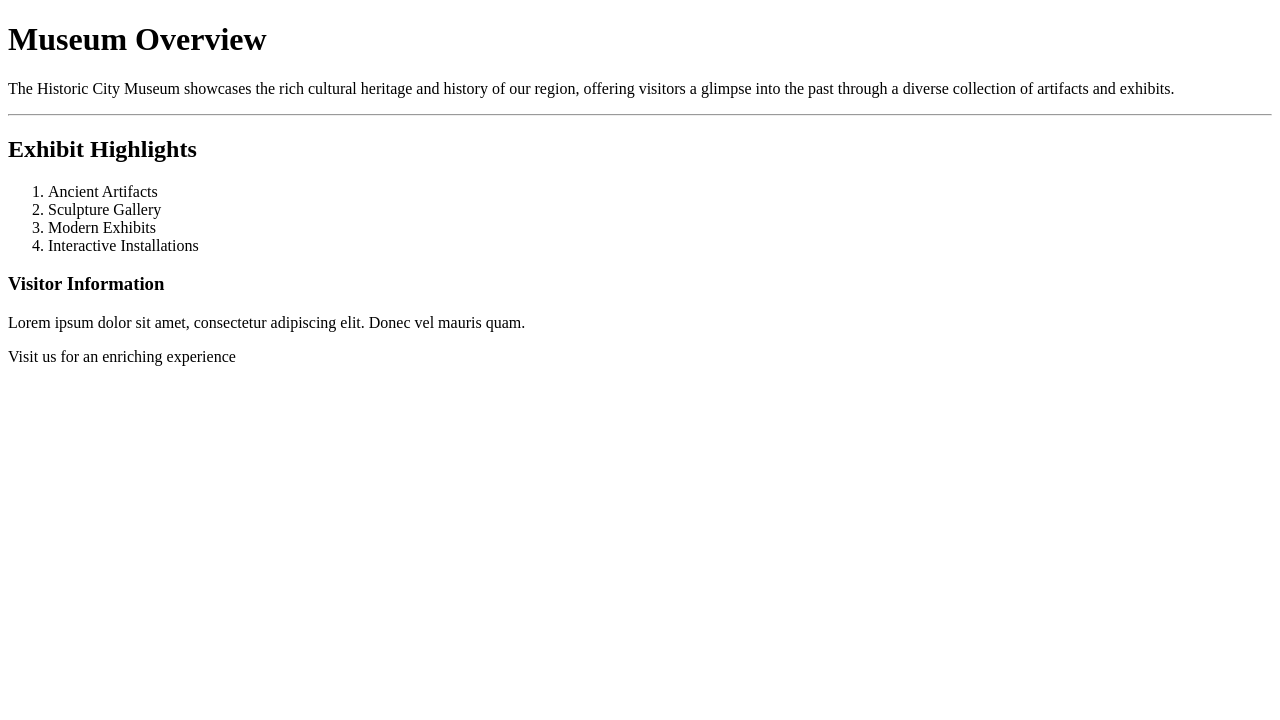 Museum Overview
The Historic City Museum showcases the rich cultural heritage and history of our region, offering visitors a glimpse into the past through a diverse collection of artifacts and exhibits.
Exhibit Highlights
1. Ancient Artifacts
2. Sculpture Gallery
3. Modern Exhibits
4. Interactive Installations
Visitor Information
Lorem ipsum dolor sit amet, consectetur adipiscing elit. Donec vel mauris quam.
Visit us for an enriching experience